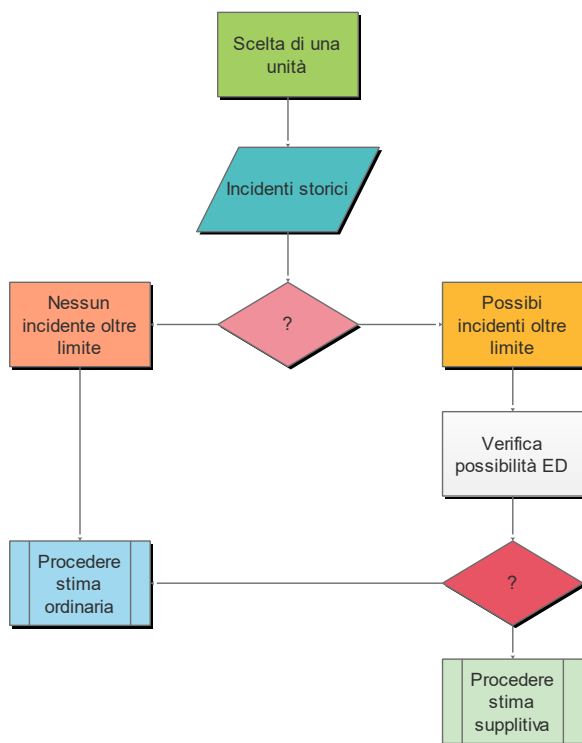 Scelta di una
unità
Incidenti storici
Nessun
incidente oltre
limite
?
Possibi
incidenti oltre
limite
Verifica
possibilità ED
Procedere
stima
ordinaria
?
Procedere
stima
supplitiva